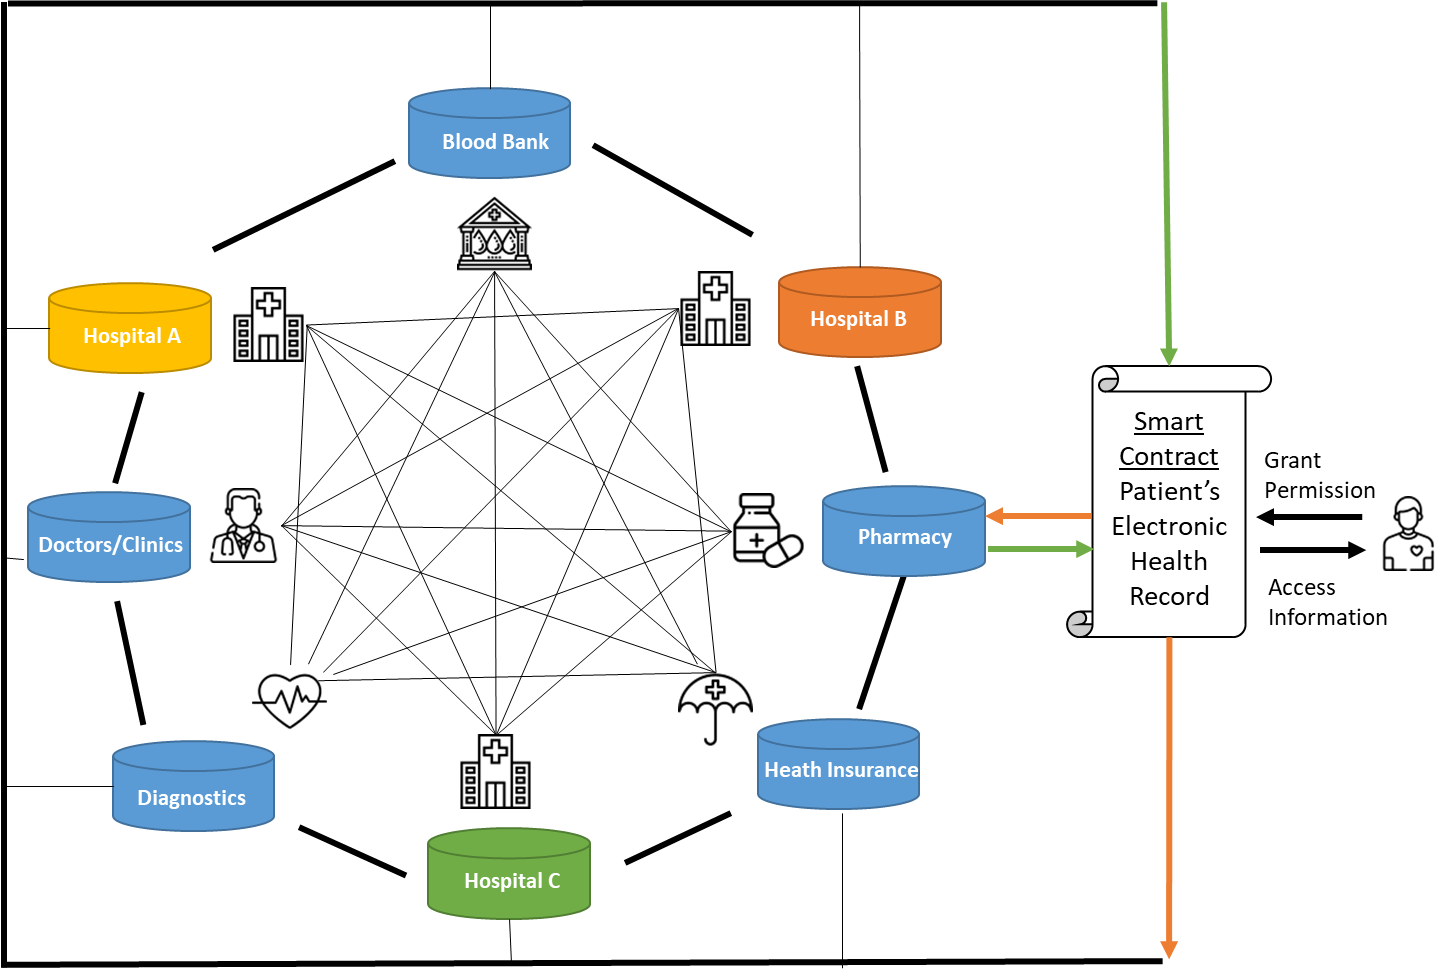 Blood Bank
Hospital A
Hospital B
Doctors/Clinics
Pharmacy
Diagnostics
Heath Insurance
Hospital C
Smart
Contract
Patient’s
Electronic
Health
Record
Grant
Permission
Access
Information